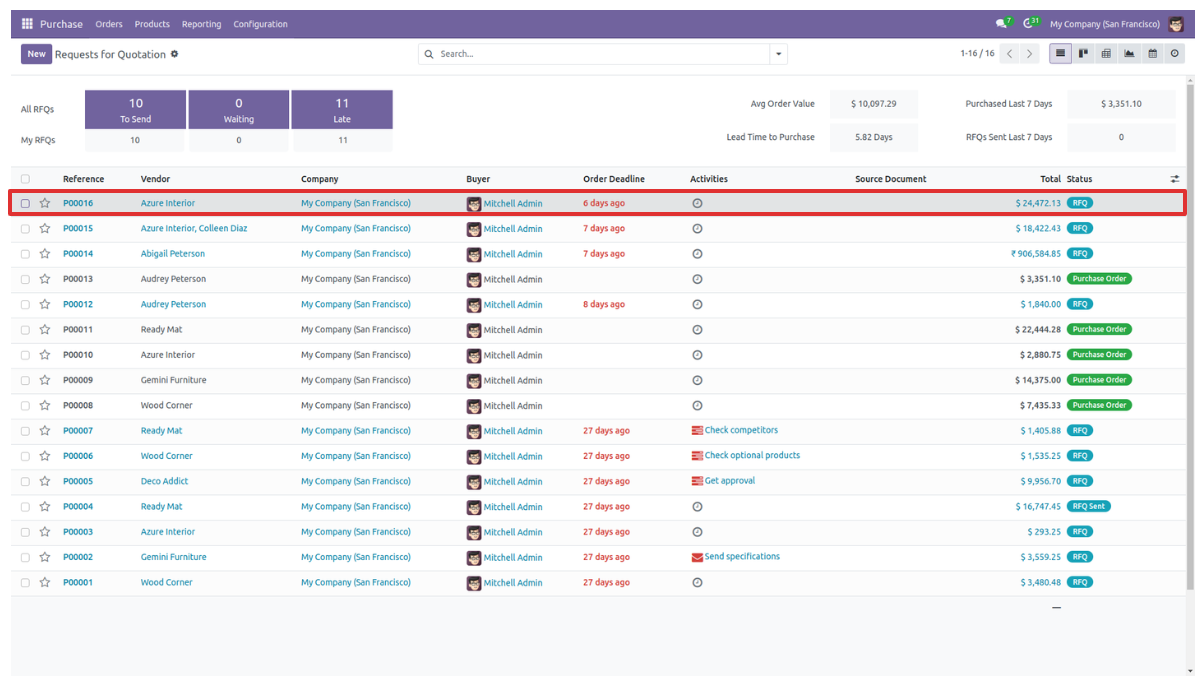 Purchase Orders Products Reporting Configuration 7 31 My Company (San Francisco)
New Requests for Quotation Search... 1-16 / 16
All RFQs 10 To Send 0 Waiting 11 Late Avg Order Value $ 10,097.29 Purchased Last 7 Days $ 3,351.10
My RFQs 10 0 11 Lead Time to Purchase 5.82 Days RFQs Sent Last 7 Days 0
Reference Vendor Company Buyer Order Deadline Activities Source Document Total Status
P00016 Azure Interior My Company (San Francisco) Mitchell Admin 6 days ago $ 24,472.13 RFQ
P00015 Azure Interior, Colleen Diaz My Company (San Francisco) Mitchell Admin 7 days ago $ 18,422.43 RFQ
P00014 Abigail Peterson My Company (San Francisco) Mitchell Admin 7 days ago ₹ 906,584.85 RFQ
P00013 Audrey Peterson My Company (San Francisco) Mitchell Admin $ 3,351.10 Purchase Order
P00012 Audrey Peterson My Company (San Francisco) Mitchell Admin 8 days ago $ 1,840.00 RFQ
P00011 Ready Mat My Company (San Francisco) Mitchell Admin $ 22,444.28 Purchase Order
P00010 Azure Interior My Company (San Francisco) Mitchell Admin $ 2,880.75 Purchase Order
P00009 Gemini Furniture My Company (San Francisco) Mitchell Admin $ 14,375.00 Purchase Order
P00008 Wood Corner My Company (San Francisco) Mitchell Admin $ 7,435.33 Purchase Order
P00007 Ready Mat My Company (San Francisco) Mitchell Admin 27 days ago Check competitors $ 1,405.88 RFQ
P00006 Wood Corner My Company (San Francisco) Mitchell Admin 27 days ago Check optional products $ 1,535.25 RFQ
P00005 Deco Addict My Company (San Francisco) Mitchell Admin 27 days ago Get approval $ 9,956.70 RFQ
P00004 Ready Mat My Company (San Francisco) Mitchell Admin 27 days ago $ 16,747.45 RFQ Sent
P00003 Azure Interior My Company (San Francisco) Mitchell Admin 27 days ago $ 293.25 RFQ
P00002 Gemini Furniture My Company (San Francisco) Mitchell Admin 27 days ago Send specifications $ 3,559.25 RFQ
P00001 Wood Corner My Company (San Francisco) Mitchell Admin 27 days ago $ 3,480.48 RFQ
—